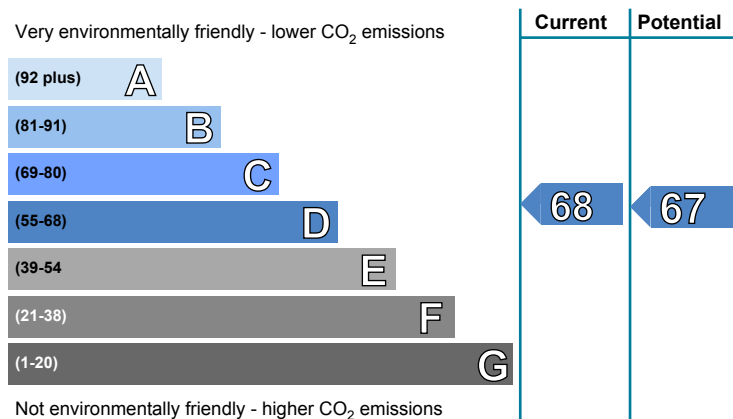 Current Potential
Very environmentally friendly - lower CO₂ emissions
(92 plus) A
(81-91) B
(69-80) C
(55-68) D
68 67
(39-54 E
(21-38) F
(1-20) G
Not environmentally friendly - higher CO₂ emissions